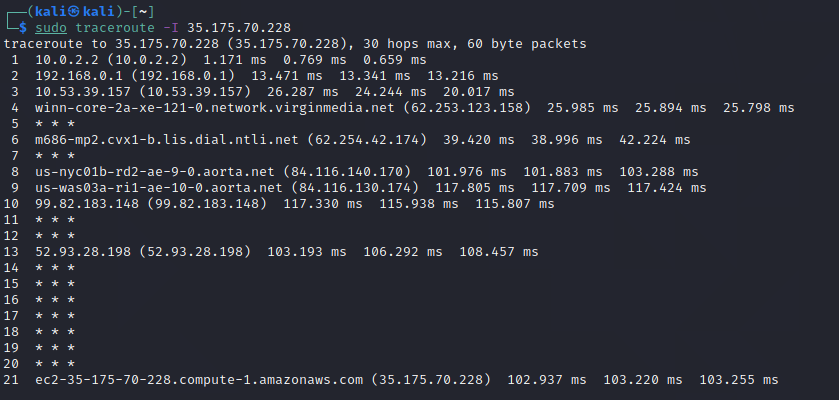 ┌──(kali㉿kali)-[~]
└─$ sudo traceroute -I 35.175.70.228
traceroute to 35.175.70.228 (35.175.70.228), 30 hops max, 60 byte packets
 1  10.0.2.2 (10.0.2.2)  1.171 ms  0.769 ms  0.659 ms
 2  192.168.0.1 (192.168.0.1)  13.471 ms  13.341 ms  13.216 ms
 3  10.53.39.157 (10.53.39.157)  26.287 ms  24.244 ms  20.017 ms
 4  winn-core-2a-xe-121-0.network.virginmedia.net (62.253.123.158)  25.985 ms  25.894 ms  25.798 ms
 5  * * *
 6  m686-mp2.cvx1-b.lis.dial.ntli.net (62.254.42.174)  39.420 ms  38.996 ms  42.224 ms
 7  * * *
 8  us-nyc01b-rd2-ae-9-0.aorta.net (84.116.140.170)  101.976 ms  101.883 ms  103.288 ms
 9  us-was03a-ri1-ae-10-0.aorta.net (84.116.130.174)  117.805 ms  117.709 ms  117.424 ms
10  99.82.183.148 (99.82.183.148)  117.330 ms  115.938 ms  115.807 ms
11  * * *
12  * * *
13  52.93.28.198 (52.93.28.198)  103.193 ms  106.292 ms  108.457 ms
14  * * *
15  * * *
16  * * *
17  * * *
18  * * *
19  * * *
20  * * *
21  ec2-35-175-70-228.compute-1.amazonaws.com (35.175.70.228)  102.937 ms  103.220 ms  103.255 ms